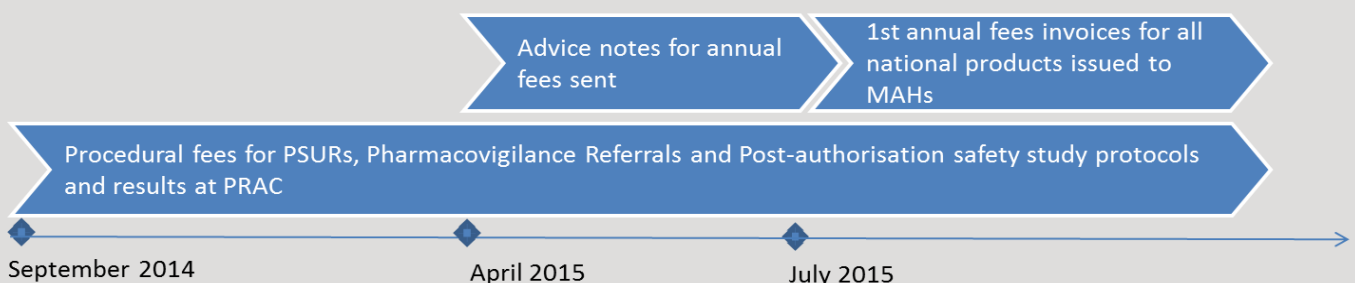 Advice notes for annual
fees sent
1st annual fees invoices for all
national products issued to
MAHs
Procedural fees for PSURs, Pharmacovigilance Referrals and Post-authorisation safety study protocols
and results at PRAC
September 2014
April 2015
July 2015